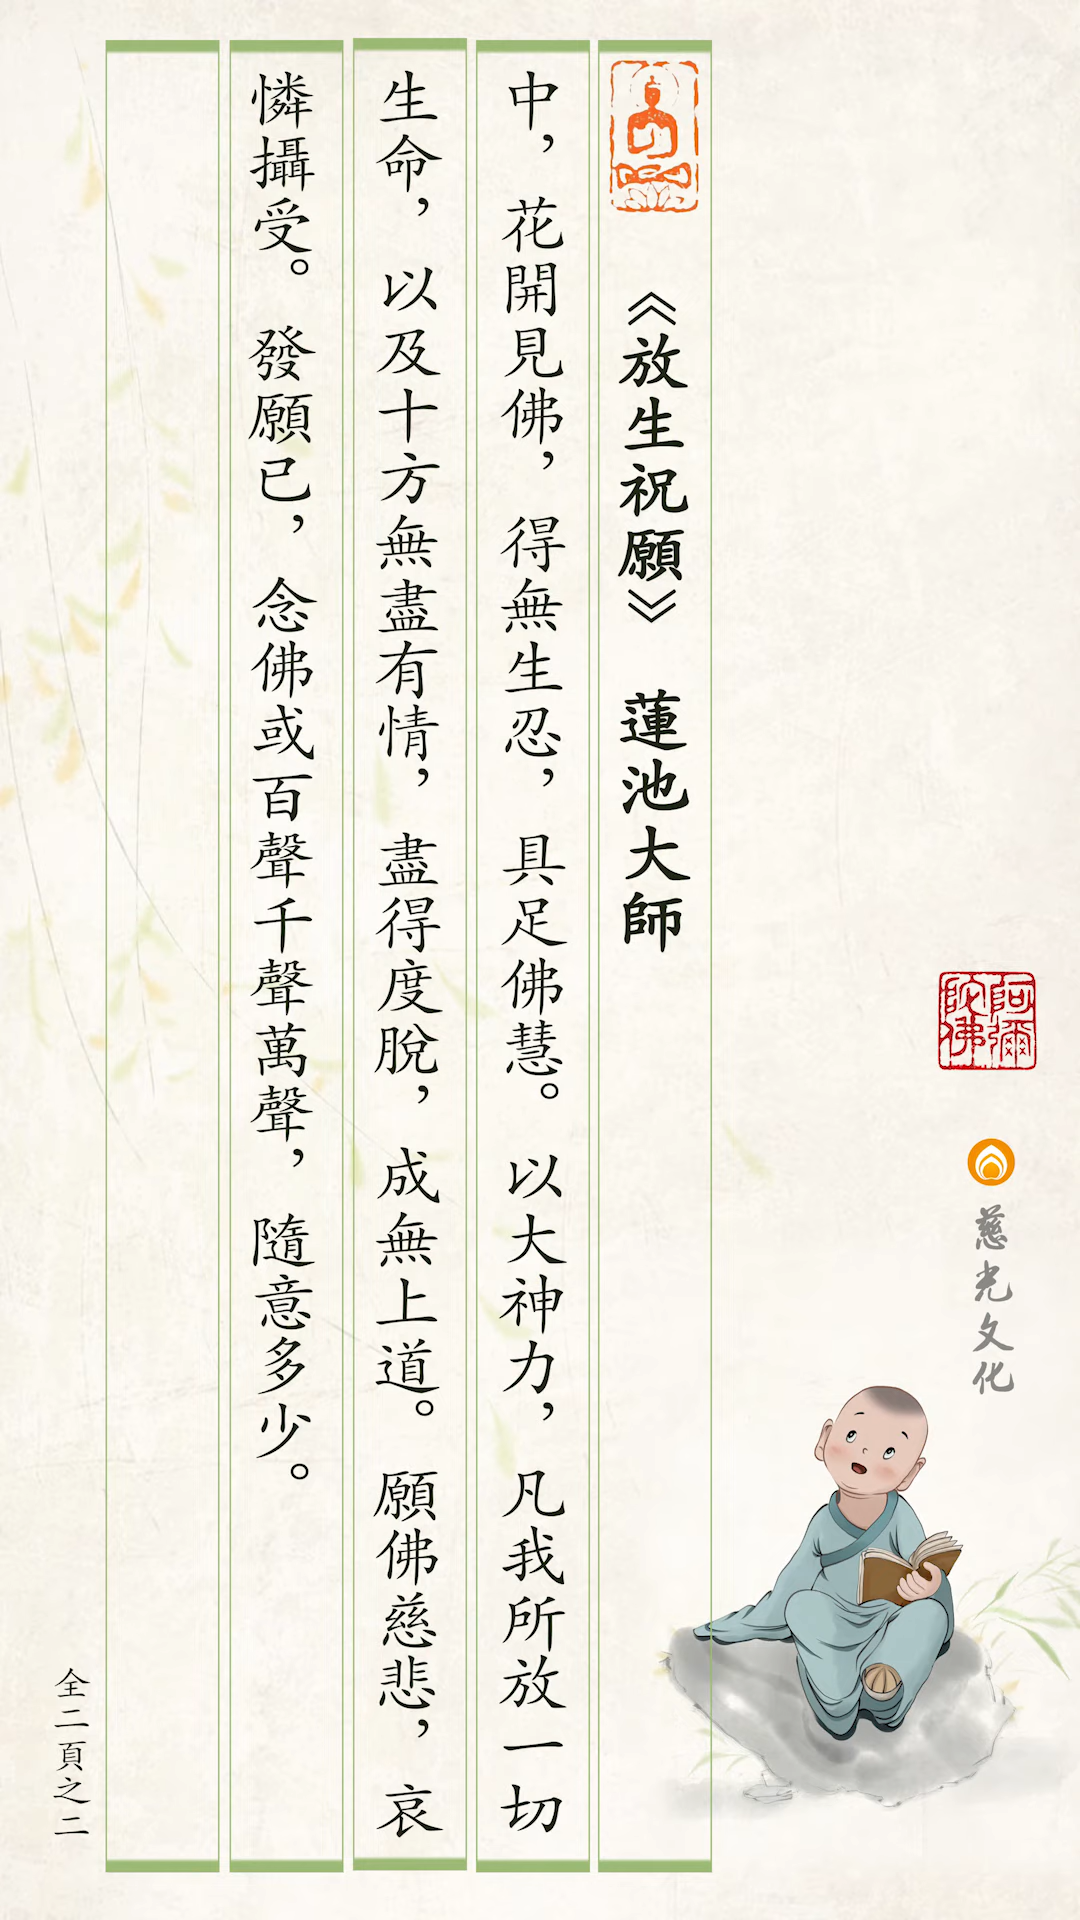 《放生祝願》　蓮池大師
中，花開見佛，得無生忍，具足佛慧。以大神力，凡我所放一切
生命，以及十方無盡有情，盡得度脫，成無上道。願佛慈悲，哀
憐攝受。發願已，念佛或百聲千聲萬聲，隨意多少。
阿彌陀佛
慈光文化
全二頁之二